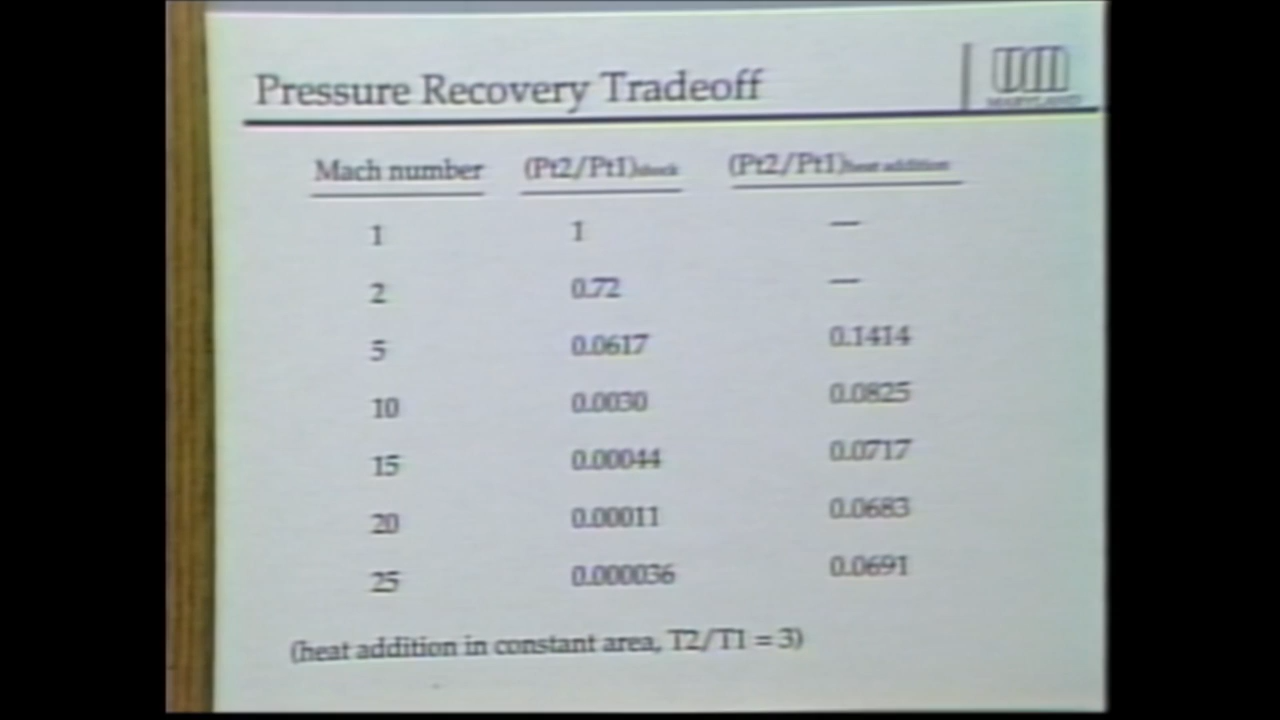 Pressure Recovery Tradeoff
MARYLAND
Mach number (Pt2/Pt1)shock (Pt2/Pt1)heat addition
1 1 —
2 0.72 —
5 0.0617 0.1414
10 0.0030 0.0825
15 0.00044 0.0717
20 0.00011 0.0683
25 0.000036 0.0691
(heat addition in constant area, T2/T1 = 3)